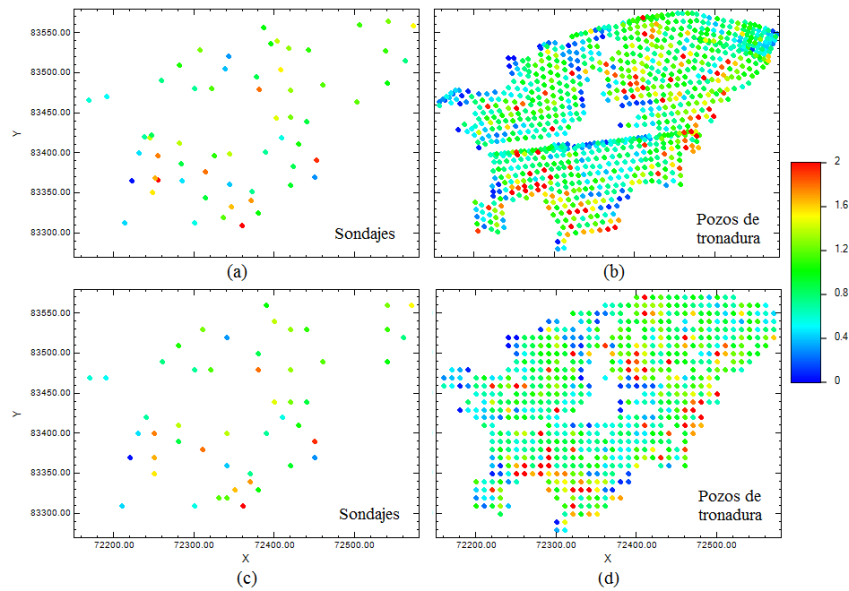 83550.00
83500.00
83450.00
Y
83400.00
83350.00
83300.00
Sondajes
Pozos de
tronadura
(a)
(b)
2
1.6
1.2
0.8
0.4
0
83550.00
83500.00
83450.00
Y
83400.00
83350.00
83300.00
Sondajes
Pozos de
tronadura
72200.00 72300.00 72400.00 72500.00
72200.00 72300.00 72400.00 72500.00
X
X
(c)
(d)